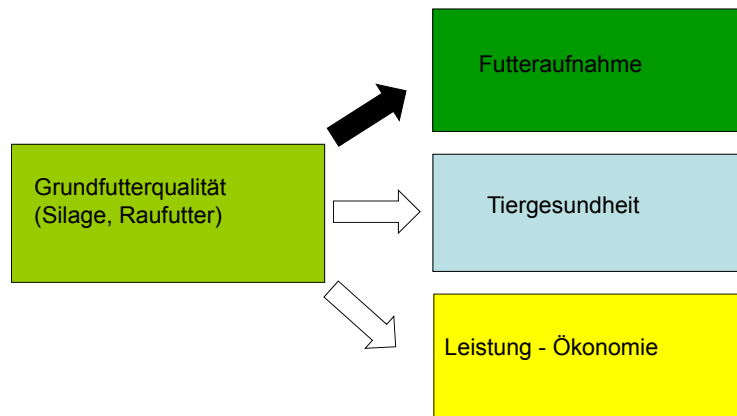 Futteraufnahme
Grundfutterqualität
(Silage, Raufutter)
Tiergesundheit
Leistung - Ökonomie